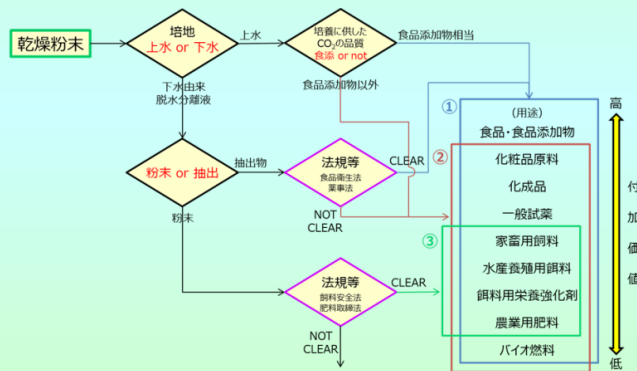 乾燥粉末
培地
上水 or 下水
上水
培養に供した
CO₂の品質
食添 or not
食品添加物相当
下水由来
脱水分離液
食品添加物以外
①
(用途)
食品・食品添加物
高
粉末 or 抽出
抽出物
法規等
食品衛生法
薬事法
CLEAR
NOT
CLEAR
②
化粧品原料
化成品
一般試薬
付
加
価
値
粉末
③
家畜用飼料
水産養殖用餌料
餌料用栄養強化剤
農業用肥料
法規等
飼料安全法
肥料取締法
CLEAR
NOT
CLEAR
バイオ燃料
低